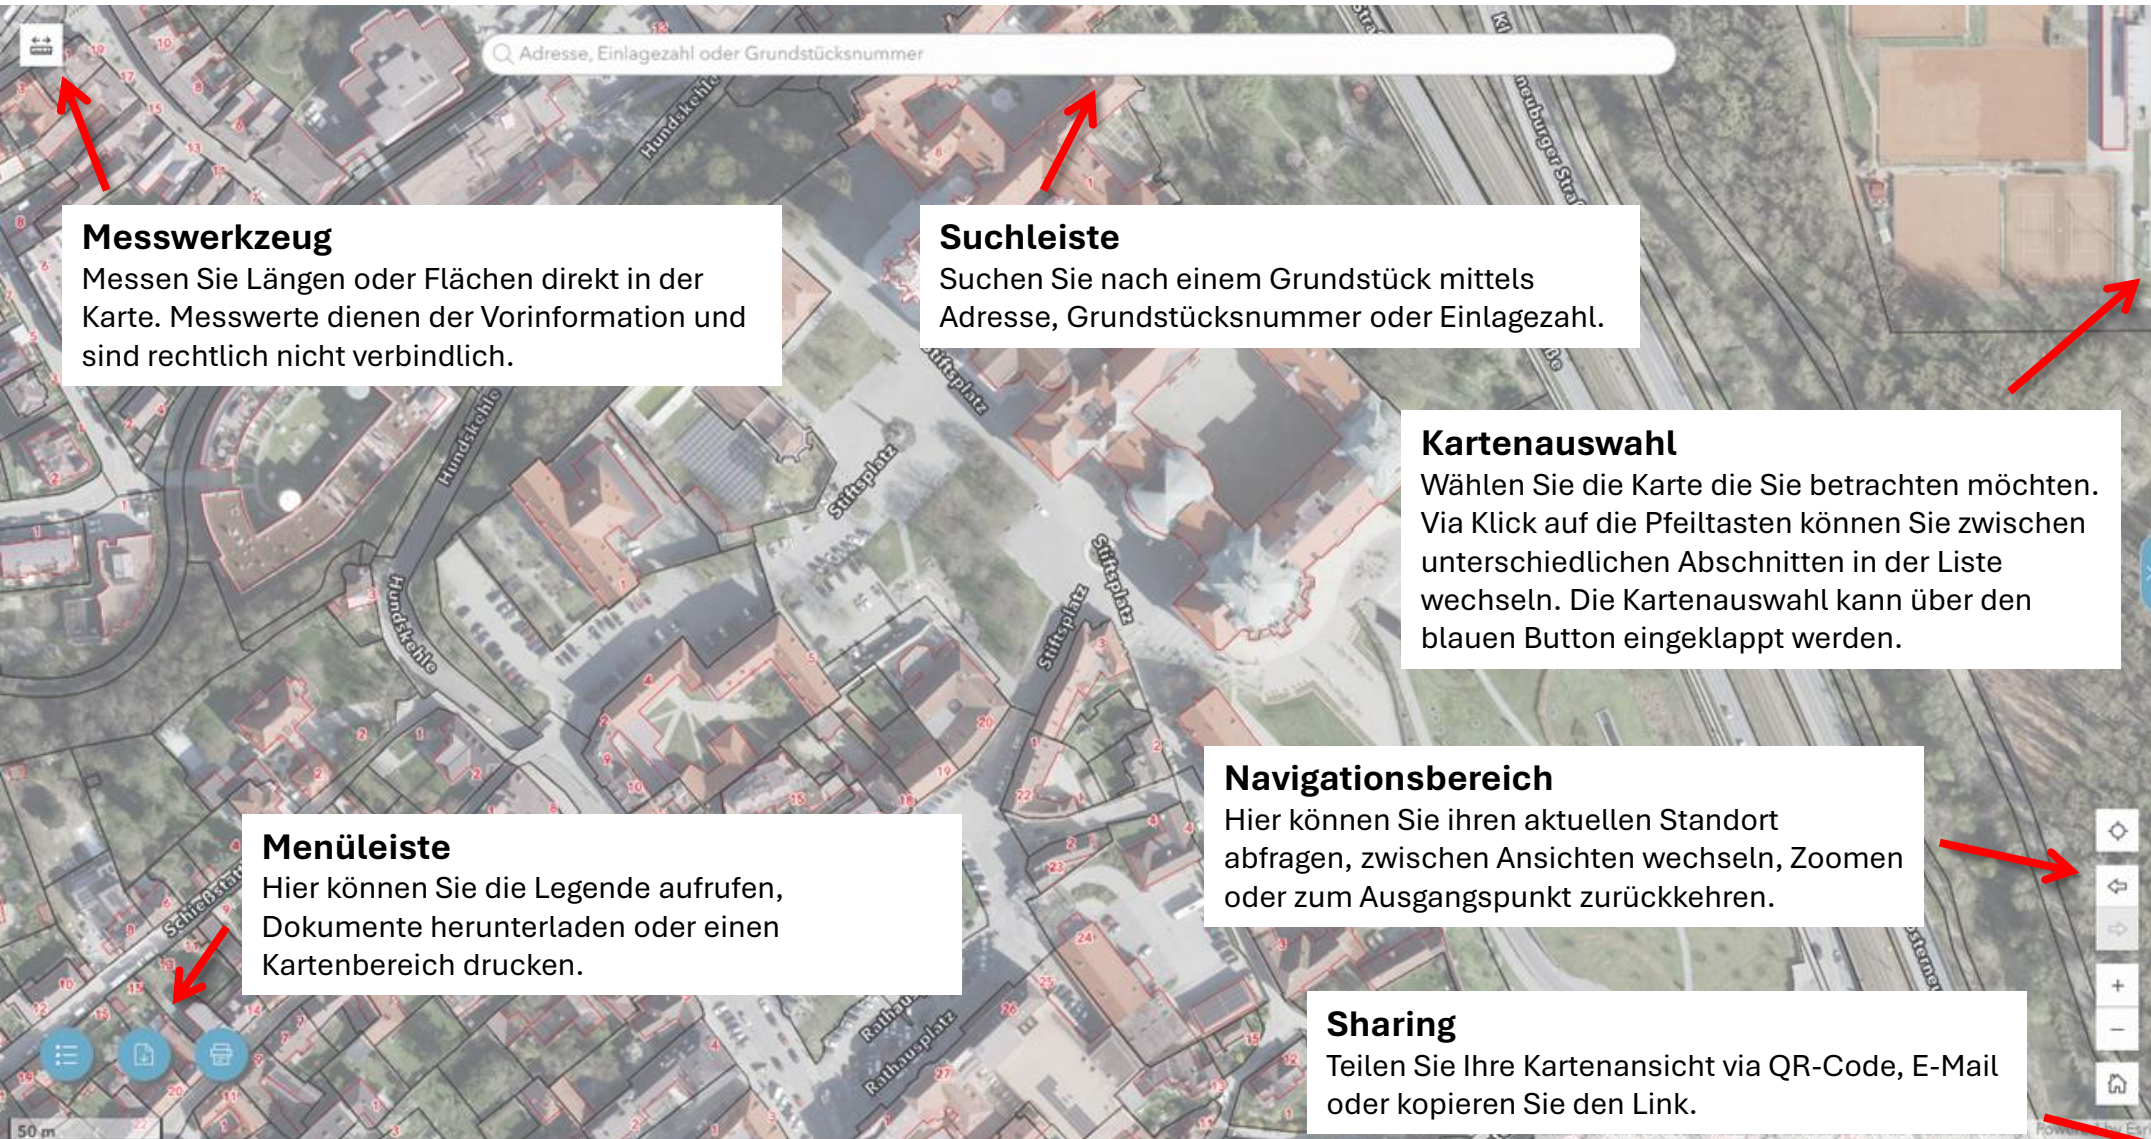 Adresse, Einlagezahl oder Grundstücksnummer
Hundskehle
Messwerkzeug
Messen Sie Längen oder Flächen direkt in der
Karte. Messwerte dienen der Vorinformation und
sind rechtlich nicht verbindlich.
Suchleiste
Suchen Sie nach einem Grundstück mittels
Adresse, Grundstücksnummer oder Einlagezahl.
Stiftsplatz
Hundskehle
Stiftsplatz
Kartenauswahl
Wählen Sie die Karte die Sie betrachten möchten.
Via Klick auf die Pfeiltasten können Sie zwischen
unterschiedlichen Abschnitten in der Liste
wechseln. Die Kartenauswahl kann über den
blauen Button eingeklappt werden.
Hundskehle
Stiftsplatz
Stiftsplatz
Navigationsbereich
Hier können Sie ihren aktuellen Standort
abfragen, zwischen Ansichten wechseln, Zoomen
oder zum Ausgangspunkt zurückkehren.
Menüleiste
Hier können Sie die Legende aufrufen,
Dokumente herunterladen oder einen
Kartenbereich drucken.
Rathausplatz
Sharing
Teilen Sie Ihre Kartenansicht via QR-Code, E-Mail
oder kopieren Sie den Link.
50 m